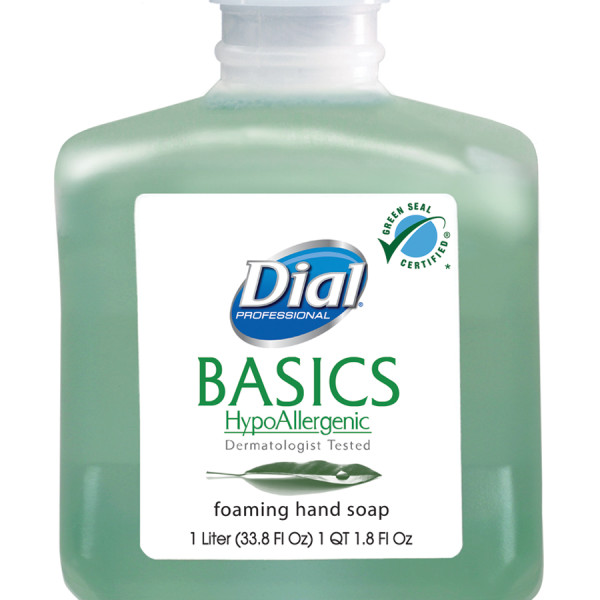 GREEN SEAL
CERTIFIED®
*
Dial®
PROFESSIONAL
BASICS
HypoAllergenic
Dermatologist Tested
foaming hand soap
1 Liter (33.8 Fl Oz) 1 QT 1.8 Fl Oz